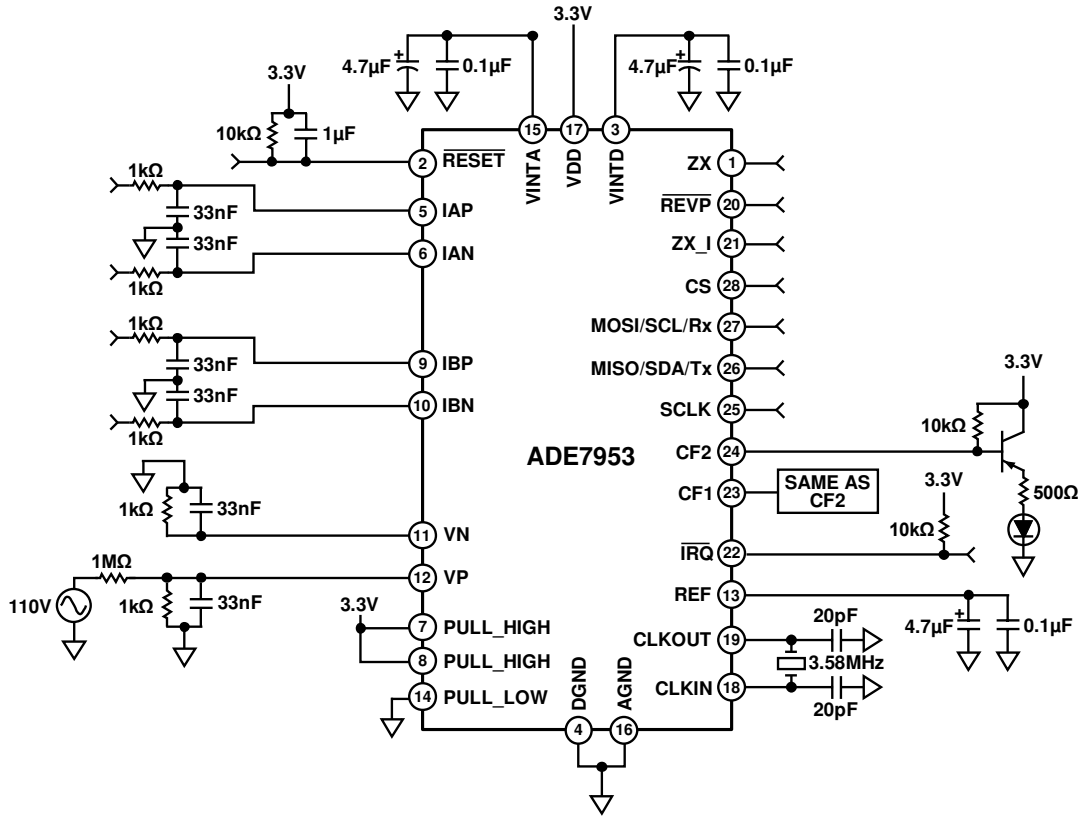 3.3V
4.7µF
+
0.1µF
4.7µF
+
0.1µF
3.3V
10kΩ
1µF
15
17
3
VINTA
VDD
VINTD
2
RESET
1kΩ
33nF
5
IAP
33nF
6
IAN
1kΩ
1kΩ
33nF
9
IBP
33nF
10
IBN
1kΩ
1kΩ
33nF
11
VN
1MΩ
12
VP
110V
1kΩ
33nF
3.3V
7
PULL_HIGH
8
PULL_HIGH
14
PULL_LOW
ADE7953
DGND
AGND
4
16
ZX
1
REVP
20
ZX_I
21
CS
28
MOSI/SCL/Rx
27
MISO/SDA/Tx
26
SCLK
25
CF2
24
3.3V
10kΩ
500Ω
CF1
23
SAME AS
CF2
3.3V
10kΩ
IRQ
22
REF
13
+
4.7µF
0.1µF
CLKOUT
19
20pF
3.58MHz
CLKIN
18
20pF